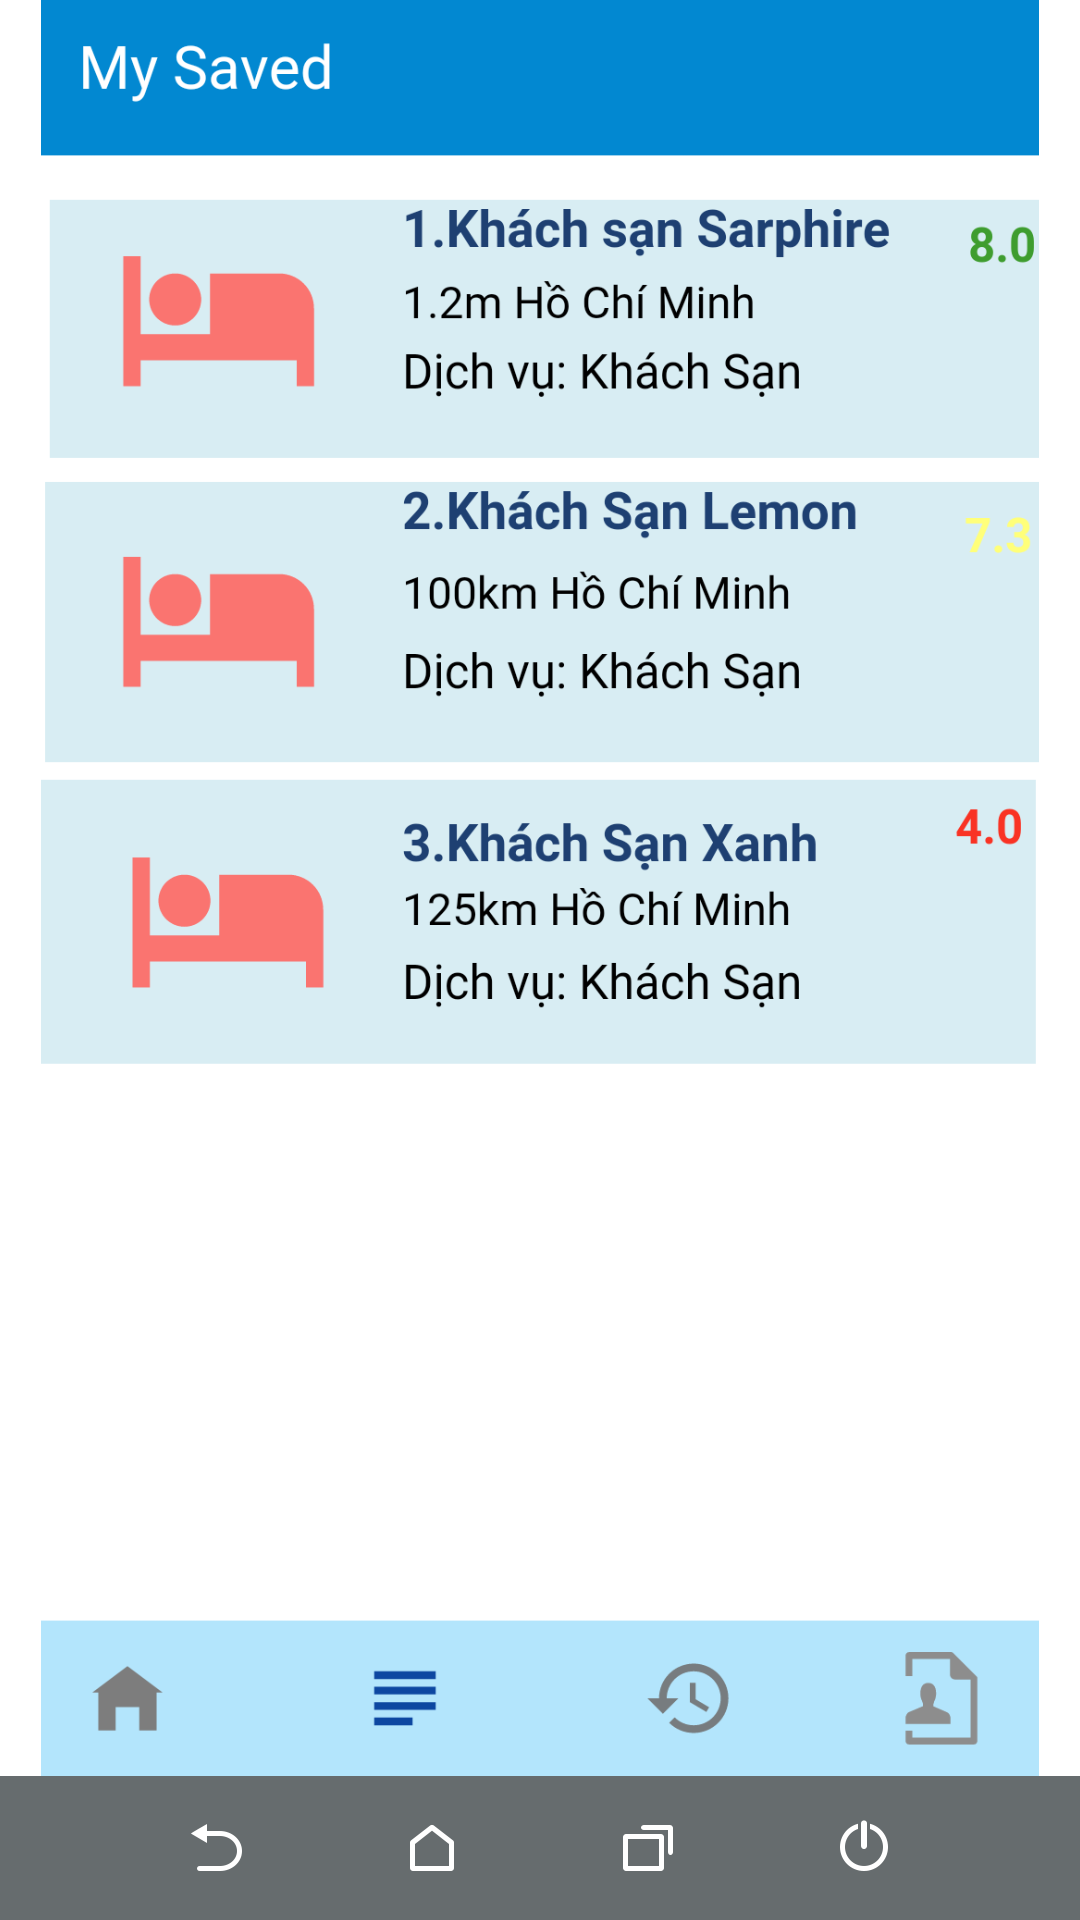 My Saved
1.Khách sạn Sarphire
8.0
1.2m Hồ Chí Minh
Dịch vụ: Khách Sạn
2.Khách Sạn Lemon
7.3
100km Hồ Chí Minh
Dịch vụ: Khách Sạn
3.Khách Sạn Xanh
4.0
125km Hồ Chí Minh
Dịch vụ: Khách Sạn